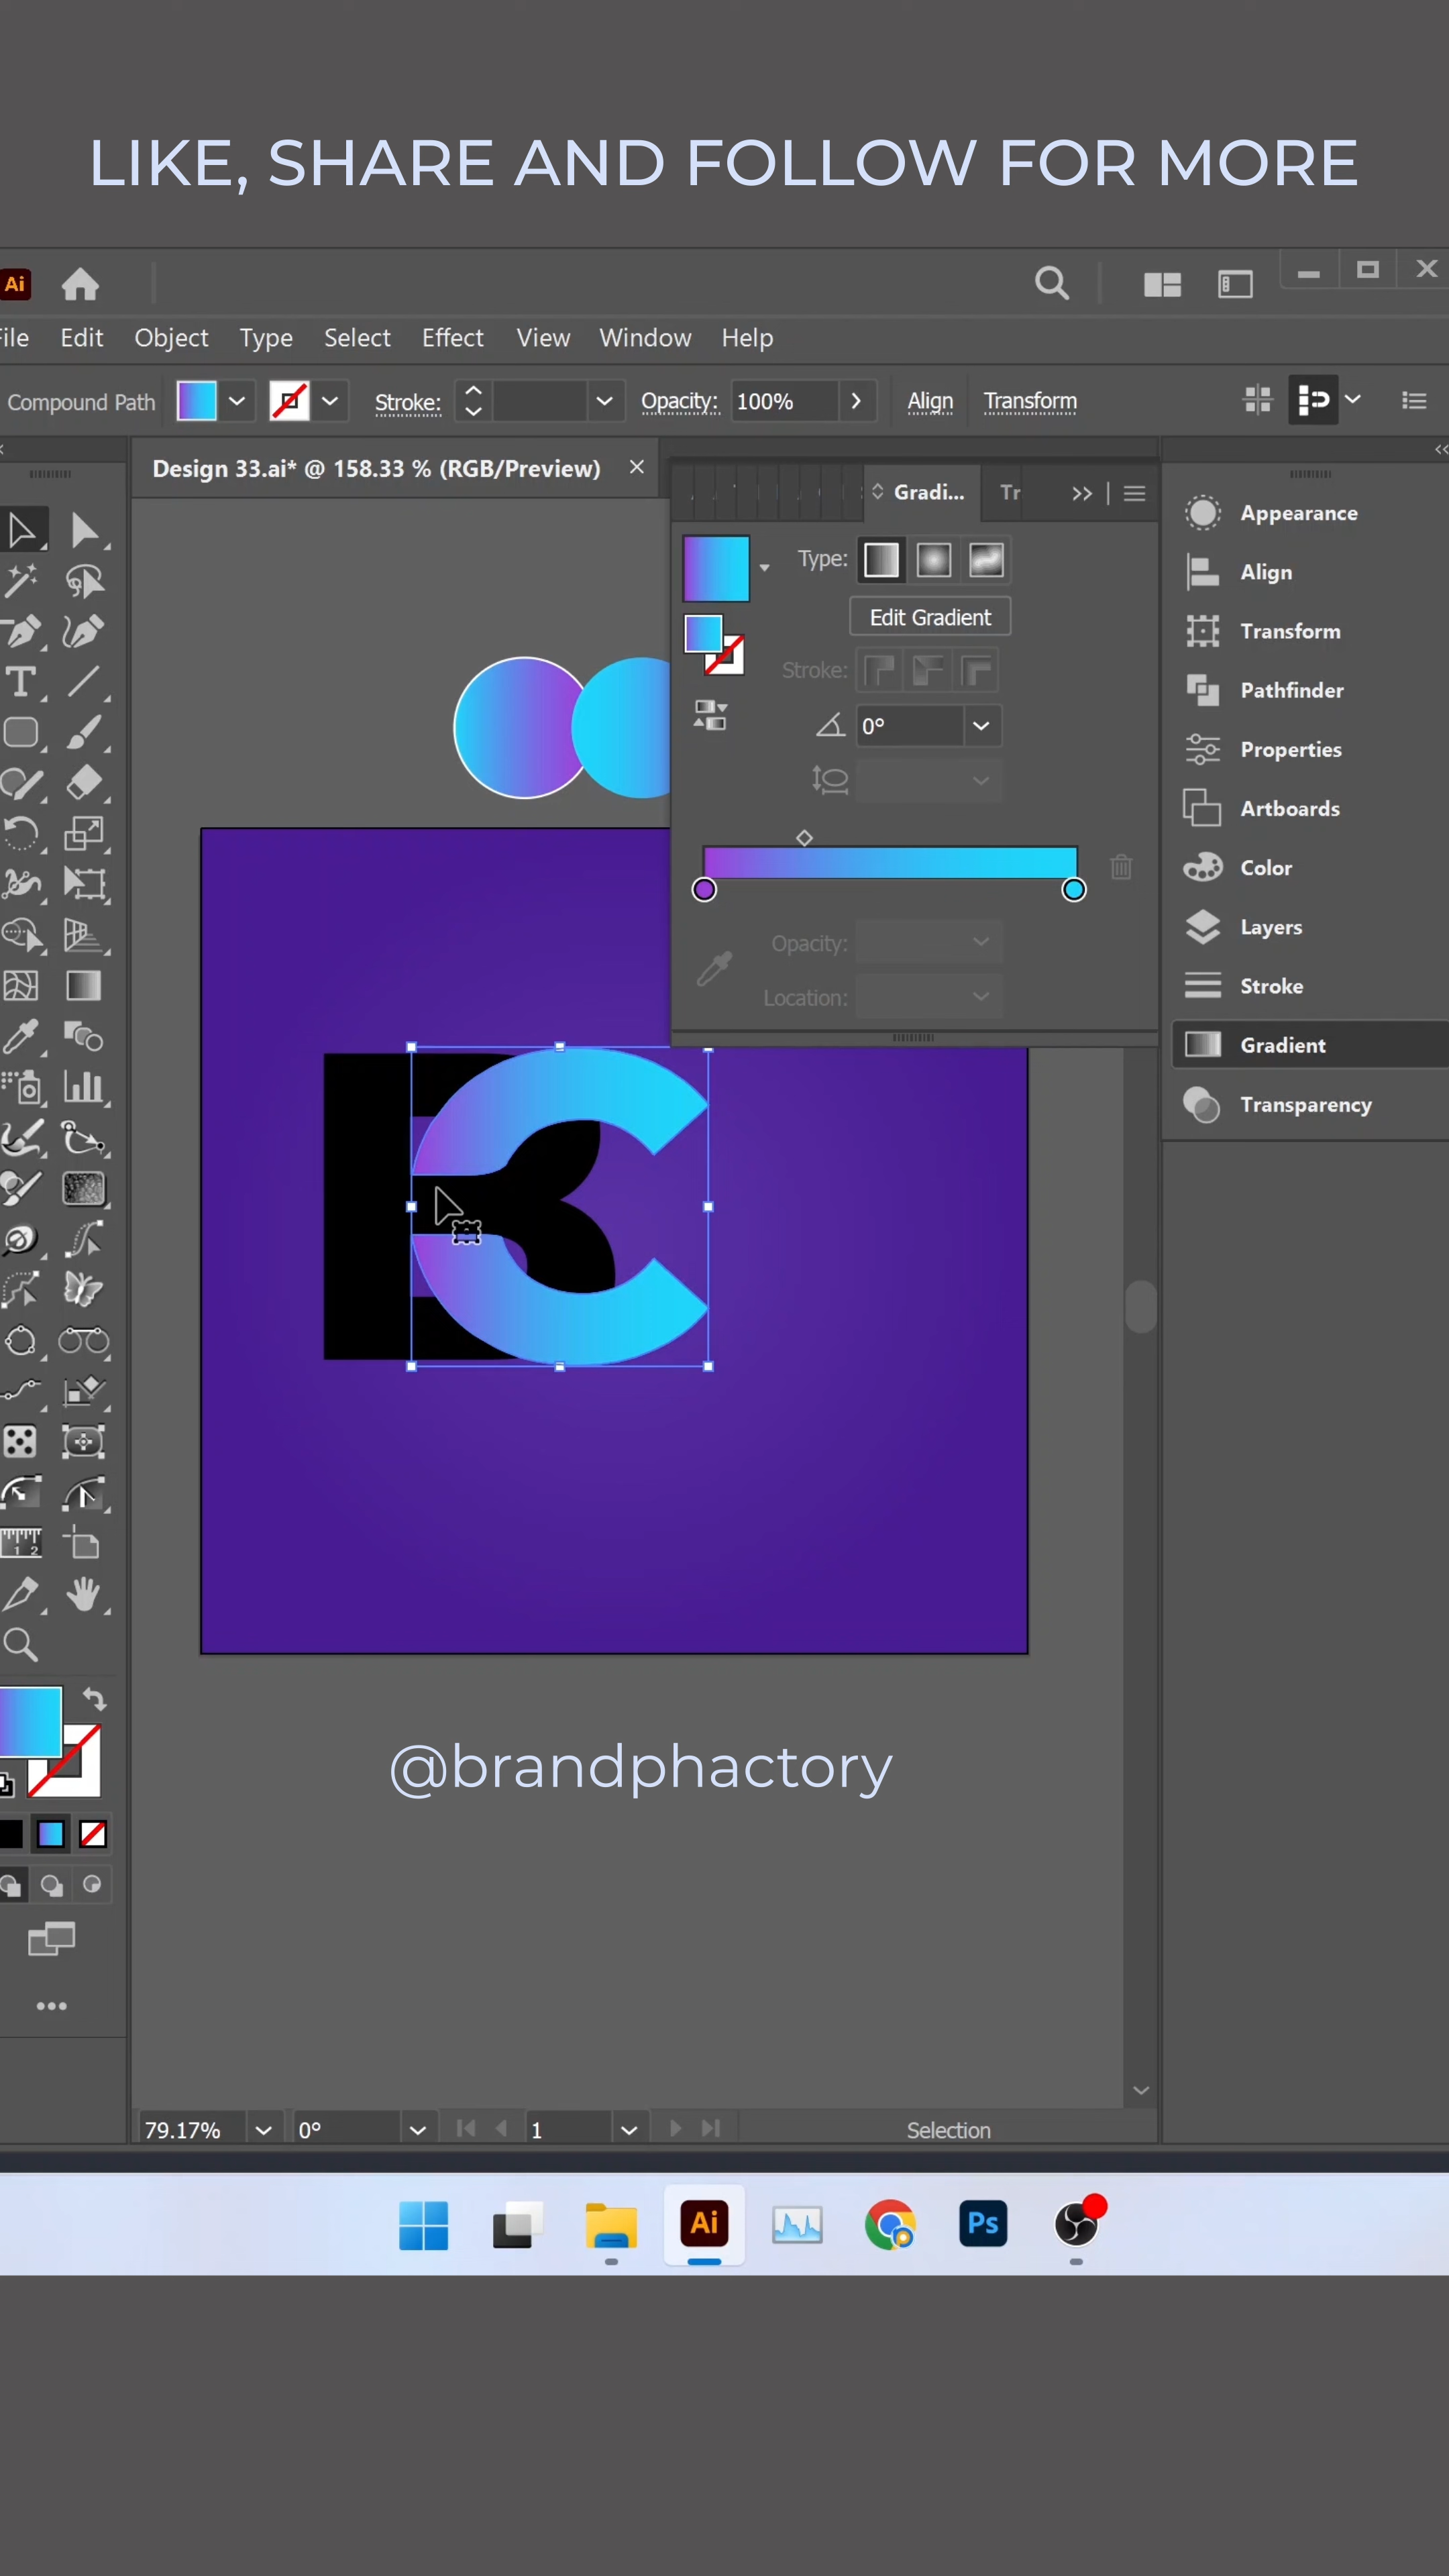 LIKE, SHARE AND FOLLOW FOR MORE
Ai
File Edit Object Type Select Effect View Window Help
Compound Path Stroke: Opacity: 100% Align Transform
Design 33.ai* @ 158.33 % (RGB/Preview) ×
Gradi... Tr
Type:
Edit Gradient
Stroke:
0°
Opacity:
Location:
Appearance
Align
Transform
Pathfinder
Properties
Artboards
Color
Layers
Stroke
Gradient
Transparency
BC
@brandphactory
79.17% 0° 1 Selection
Ai Ps